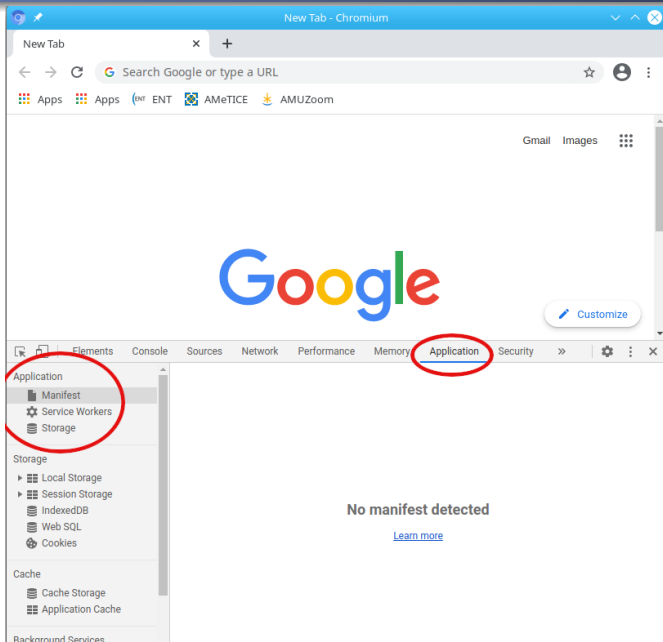 New Tab - Chromium
New Tab
Search Google or type a URL
Apps Apps ENT ENT AMeTICE AMUZoom
Gmail Images
Google
Customize
Elements Console Sources Network Performance Memory Application Security »
Application
Manifest
Service Workers
Storage
Storage
Local Storage
Session Storage
IndexedDB
Web SQL
Cookies
Cache
Cache Storage
Application Cache
Background Services
No manifest detected
Learn more